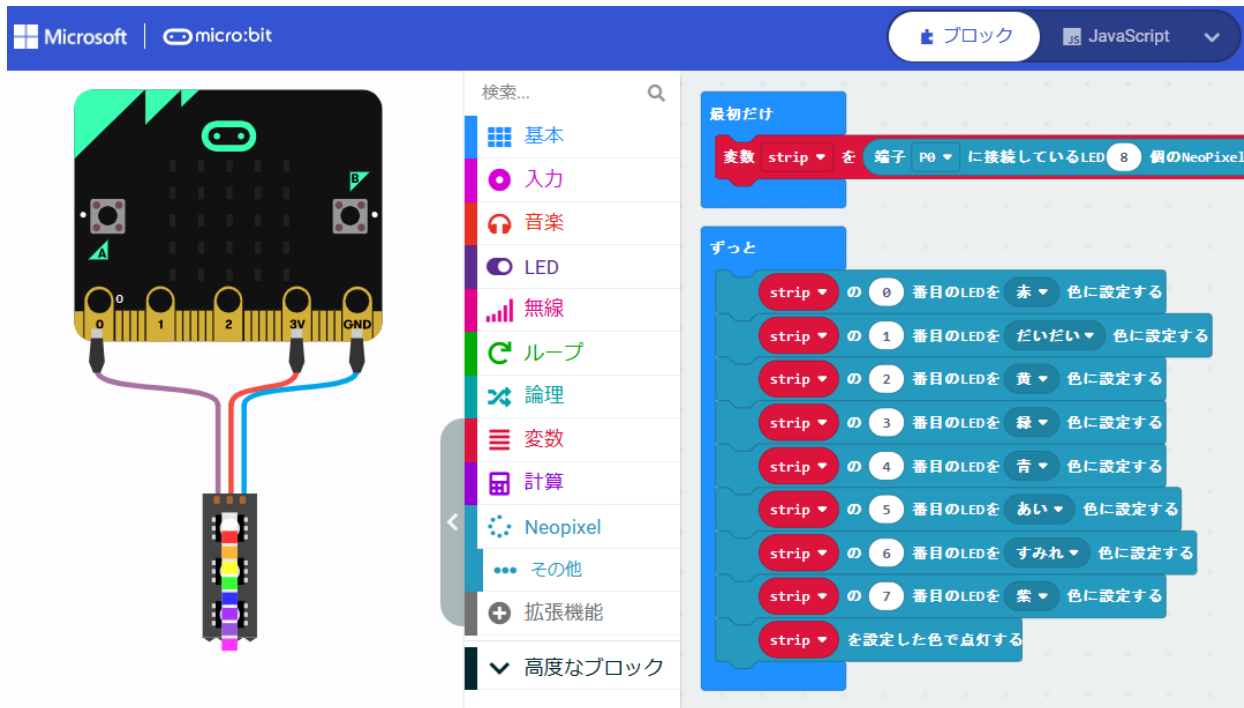 Microsoft micro:bit
ブロック
JavaScript
検索...
基本
入力
音楽
LED
無線
ループ
論理
変数
計算
Neopixel
その他
拡張機能
高度なブロック
A
B
0
0 1 2 3V GND
最初だけ
変数 strip を 端子 P0 に接続しているLED 8 個のNeoPixel
ずっと
strip の 0 番目のLEDを 赤 色に設定する
strip の 1 番目のLEDを だいだい 色に設定する
strip の 2 番目のLEDを 黄 色に設定する
strip の 3 番目のLEDを 緑 色に設定する
strip の 4 番目のLEDを 青 色に設定する
strip の 5 番目のLEDを あい 色に設定する
strip の 6 番目のLEDを すみれ 色に設定する
strip の 7 番目のLEDを 紫 色に設定する
strip を設定した色で点灯する